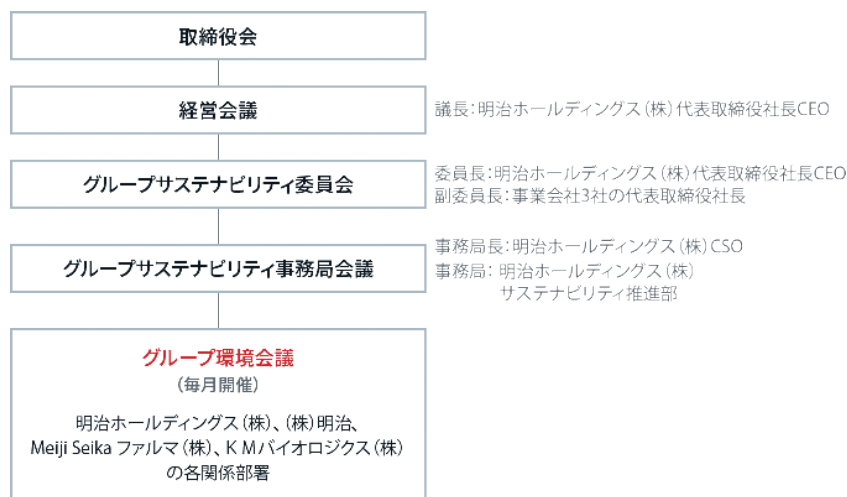 取締役会
経営会議
議長：明治ホールディングス（株）代表取締役社長CEO
グループサステナビリティ委員会
委員長：明治ホールディングス（株）代表取締役社長CEO
副委員長：事業会社3社の代表取締役社長
グループサステナビリティ事務局会議
事務局長：明治ホールディングス（株）CSO
事務局：明治ホールディングス（株）
サステナビリティ推進部
グループ環境会議
（毎月開催）
明治ホールディングス（株）、（株）明治、
Meiji Seika ファルマ（株）、K Mバイオロジクス（株）
の各関係部署